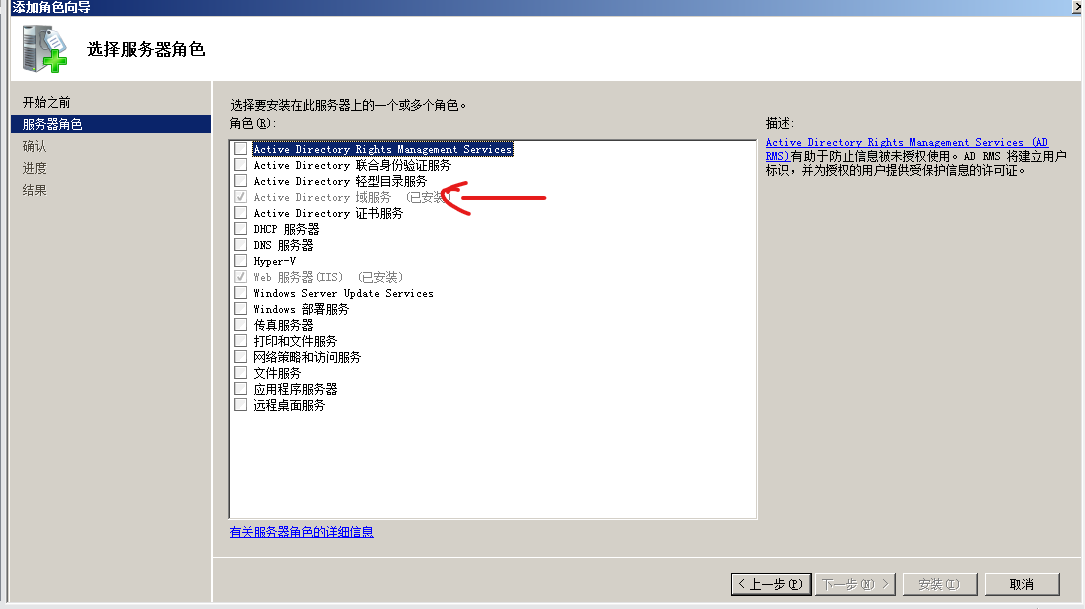 添加角色向导
选择服务器角色
开始之前
服务器角色
确认
进度
结果
选择要安装在此服务器上的一个或多个角色。
角色(R):
Active Directory Rights Management Services
Active Directory 联合身份验证服务
Active Directory 轻型目录服务
Active Directory 域服务 (已安装)
Active Directory 证书服务
DHCP 服务器
DNS 服务器
Hyper-V
Web 服务器(IIS) (已安装)
Windows Server Update Services
Windows 部署服务
传真服务器
打印和文件服务
网络策略和访问服务
文件服务
应用程序服务器
远程桌面服务
有关服务器角色的详细信息
描述:
Active Directory Rights Management Services (AD
RMS)有助于防止信息被未授权使用。AD RMS 将建立用户
标识，并为授权的用户提供受保护信息的许可证。
< 上一步(P)
下一步(N) >
安装(I)
取消